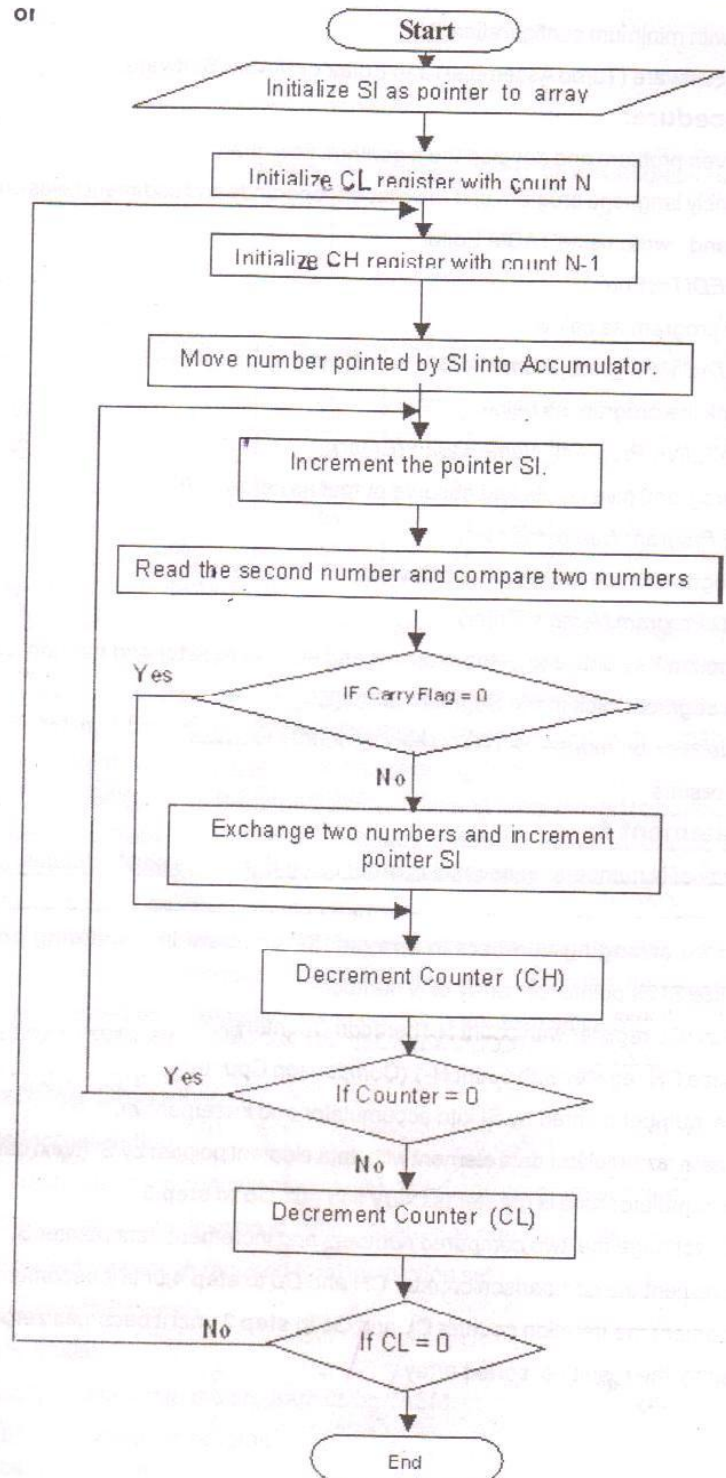 or
Start
Initialize SI as pointer to array
Initialize CL register with count N
Initialize CH register with count N-1
Move number pointed by SI into Accumulator.
Increment the pointer SI.
Read the second number and compare two numbers
Yes
IF Carry Flag = 0
No
Exchange two numbers and increment
pointer SI
Decrement Counter (CH)
Yes
If Counter = 0
No
Decrement Counter (CL)
No
If CL = 0
End